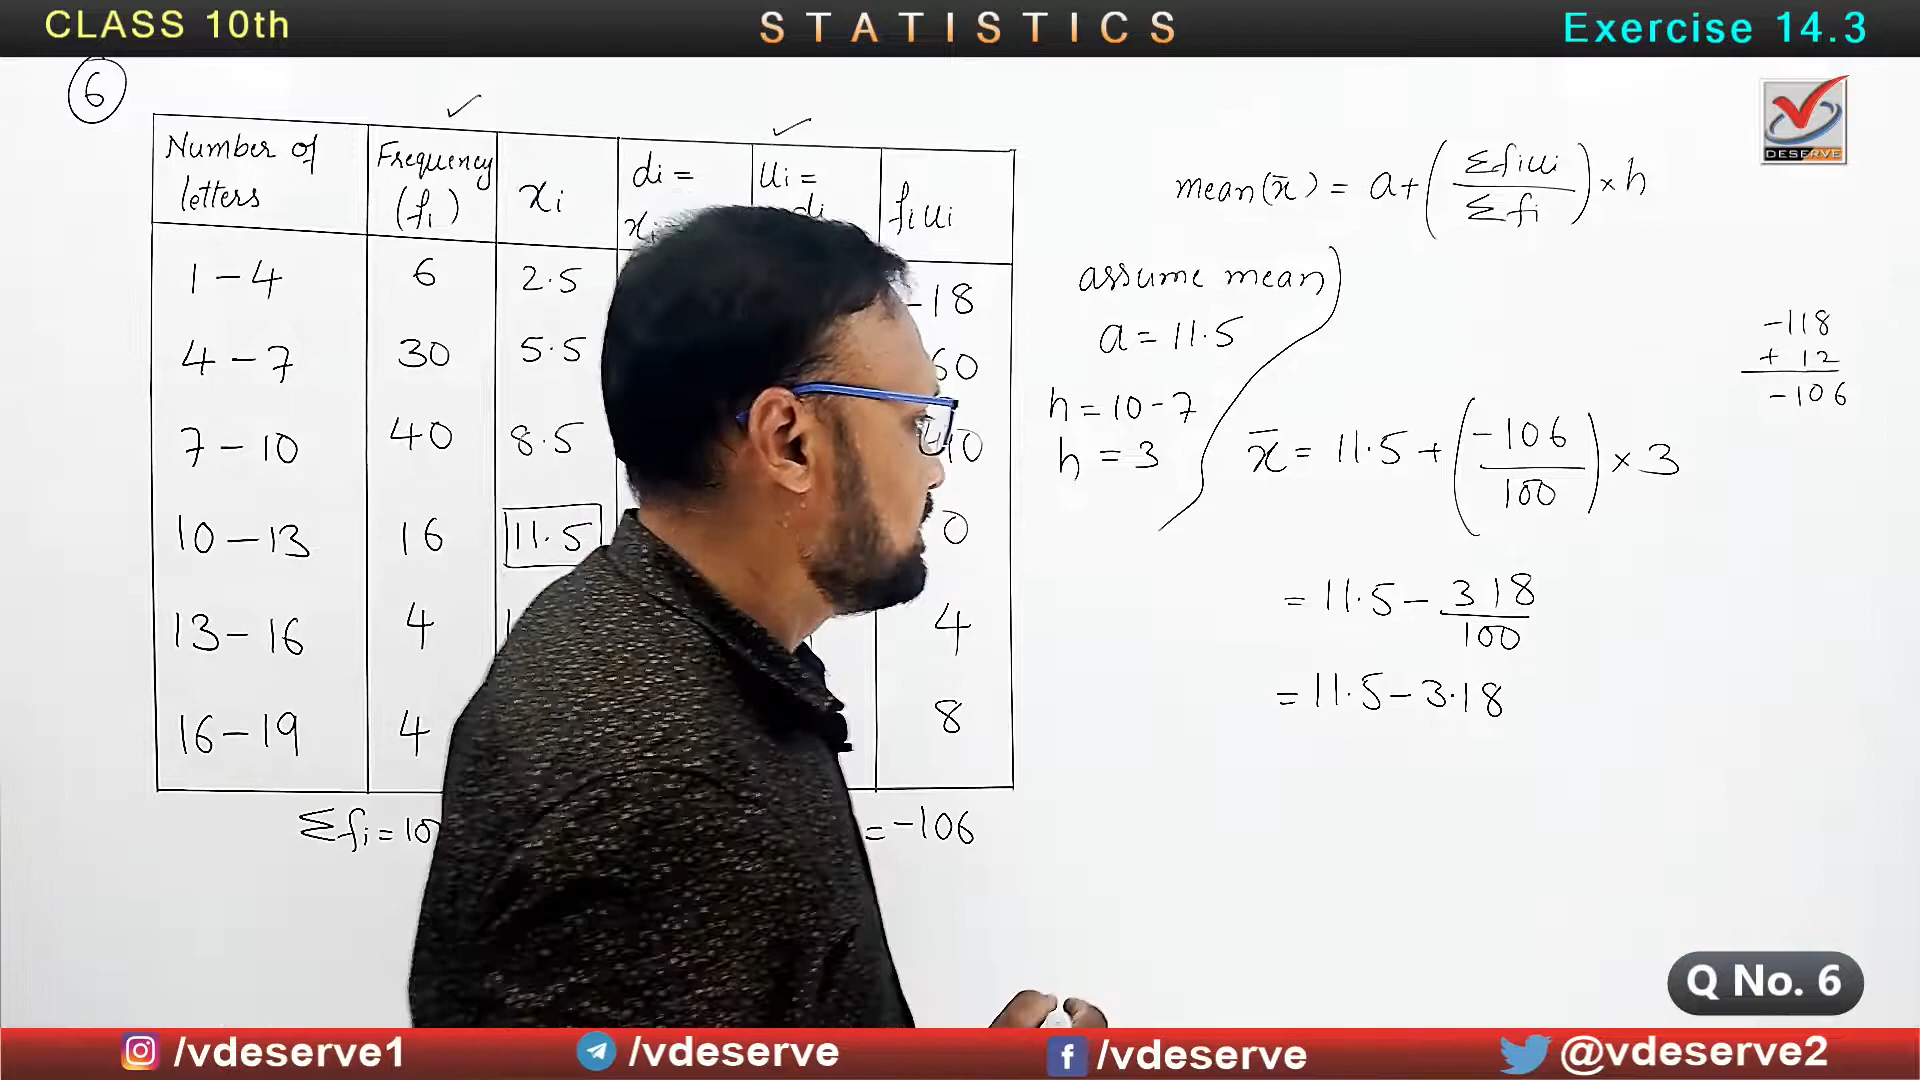 CLASS 10th
STATISTICS
Exercise 14.3
6
DESERVE
Number of letters
Frequency (fi)
xi
di =
ui =
di
fiui
1 - 4 6 2.5 -18
4 - 7 30 5.5 60
7 - 10 40 8.5 40
10 - 13 16 11.5 0
13 - 16 4 4
16 - 19 4 8
Σfi = 10
= -106
mean (x̄) = a + (Σfiui / Σfi) × h
assume mean
a = 11.5
h = 10 - 7
h = 3
-118
+ 12
-106
x̄ = 11.5 + (-106 / 100) × 3
= 11.5 - 318 / 100
= 11.5 - 3.18
Q No. 6
/vdeserve1
/vdeserve
/vdeserve
@vdeserve2